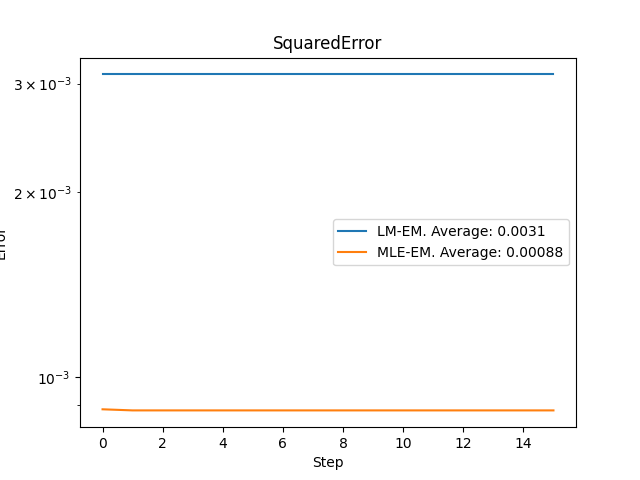 SquaredError
3 × 10⁻³
2 × 10⁻³
10⁻³
Error
LM-EM. Average: 0.0031
MLE-EM. Average: 0.00088
0 2 4 6 8 10 12 14
Step